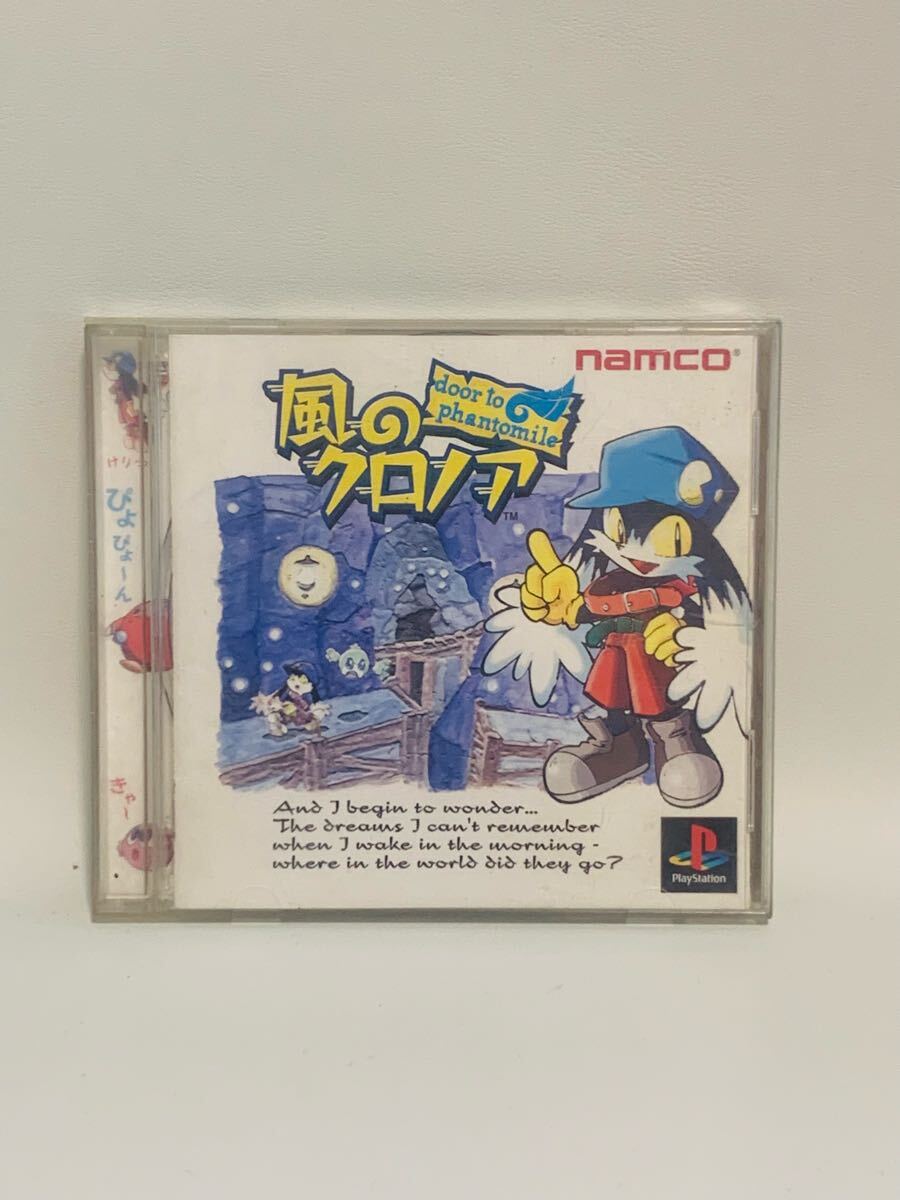 namco®
風の
クロノア
TM
door to
phantomile
ぴょぴょーん
きゃー
And I begin to wonder...
The dreams I can't remember
when I wake in the morning -
where in the world did they go?
PlayStation